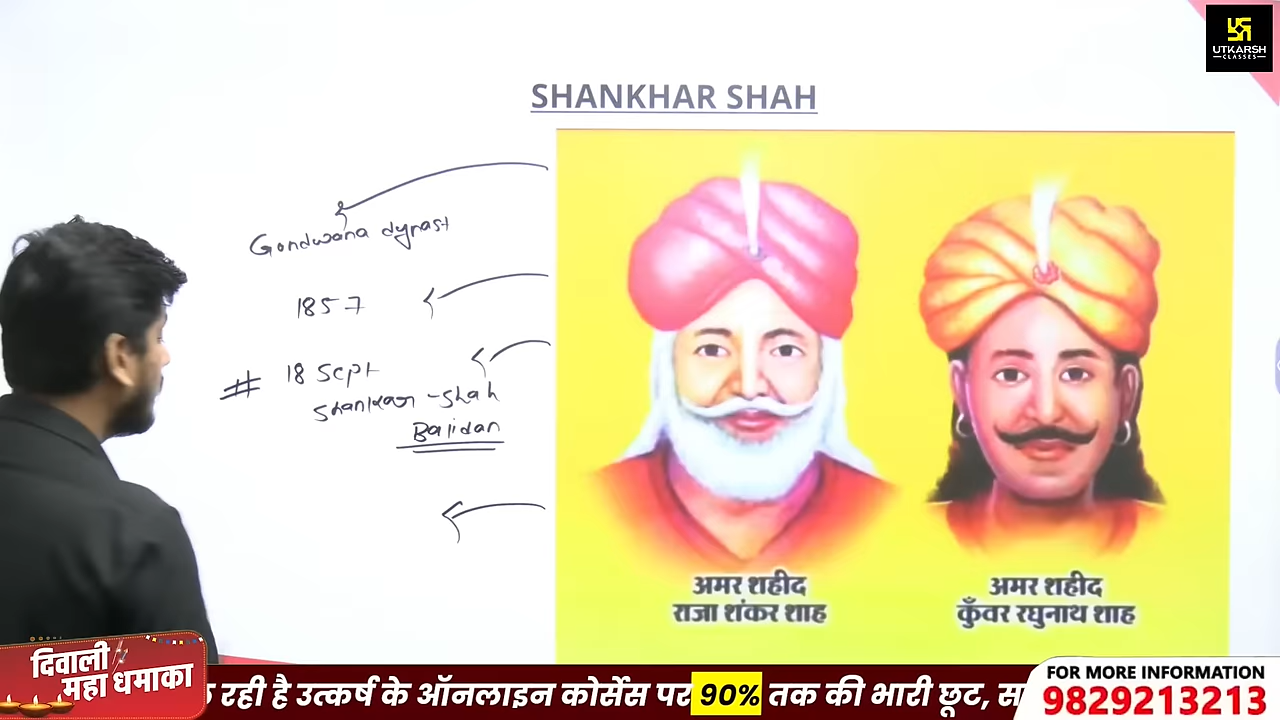 UTKARSH
CLASSES
SHANKHAR SHAH
Gondwana dynast
1857
# 18 Sept
Shankar-Shah
Balidan
अमर शहीद
राजा शंकर शाह
अमर शहीद
कुँवर रघुनाथ शाह
दिवाली
महा धमाका
रही है उत्कर्ष के ऑनलाइन कोर्सेस पर 90% तक की भारी छूट,
FOR MORE INFORMATION
9829213213